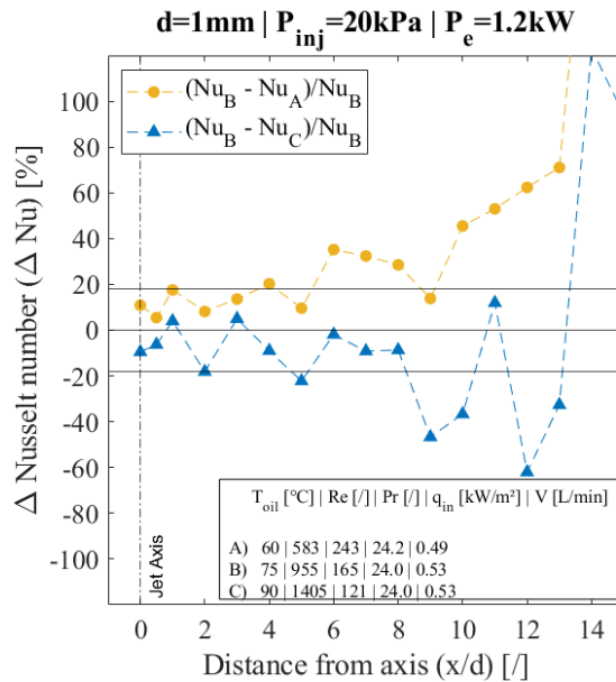 d=1mm | P_inj=20kPa | P_e=1.2kW
(Nu_B - Nu_A)/Nu_B
(Nu_B - Nu_C)/Nu_B
Δ Nusselt number (Δ Nu) [%]
100
80
60
40
20
0
-20
-40
-60
-80
-100
Jet Axis
T_oil [°C] | Re [/] | Pr [/] | q_in [kW/m²] | V [L/min]
A) 60 | 583 | 243 | 24.2 | 0.49
B) 75 | 955 | 165 | 24.0 | 0.53
C) 90 | 1405 | 121 | 24.0 | 0.53
0 2 4 6 8 10 12 14
Distance from axis (x/d) [/]